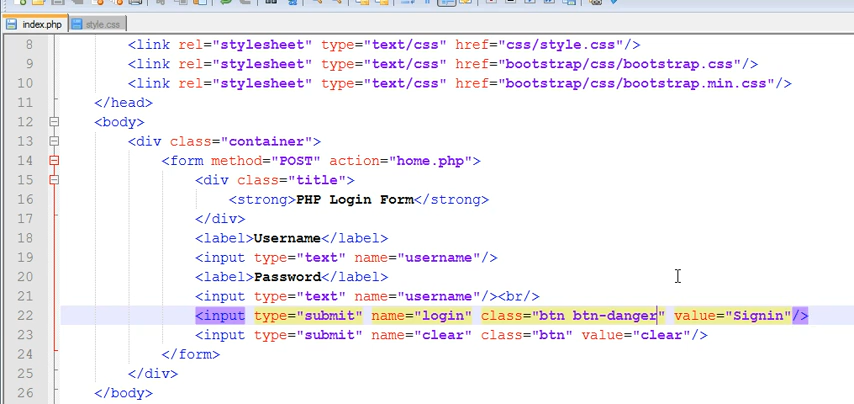 index.php style.css
8 <link rel="stylesheet" type="text/css" href="css/style.css"/>
9 <link rel="stylesheet" type="text/css" href="bootstrap/css/bootstrap.css"/>
10 <link rel="stylesheet" type="text/css" href="bootstrap/css/bootstrap.min.css"/>
11 </head>
12 <body>
13 <div class="container">
14 <form method="POST" action="home.php">
15 <div class="title">
16 <strong>PHP Login Form</strong>
17 </div>
18 <label>Username</label>
19 <input type="text" name="username"/>
20 <label>Password</label>
21 <input type="text" name="username"/><br/>
22 <input type="submit" name="login" class="btn btn-danger" value="Signin"/>
23 <input type="submit" name="clear" class="btn" value="clear"/>
24 </form>
25 </div>
26 </body>